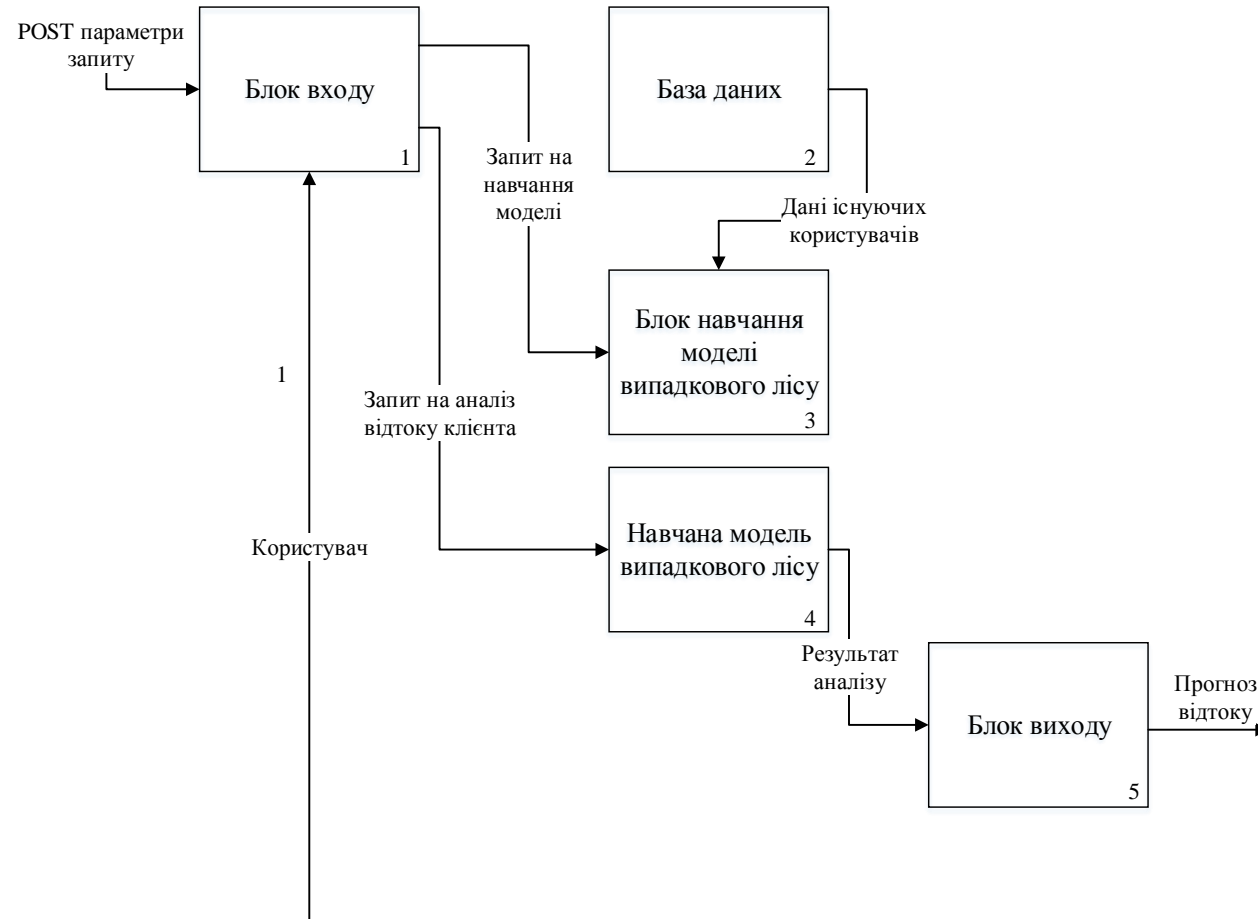 POST параметри
запиту
Блок входу
1
База даних
2
Запит на
навчання
моделі
Дані існуючих
користувачів
Блок навчання
моделі
випадкового лісу
3
1
Запит на аналіз
відтоку клієнта
Користувач
Навчана модель
випадкового лісу
4
Результат
аналізу
Блок виходу
5
Прогноз
відтоку